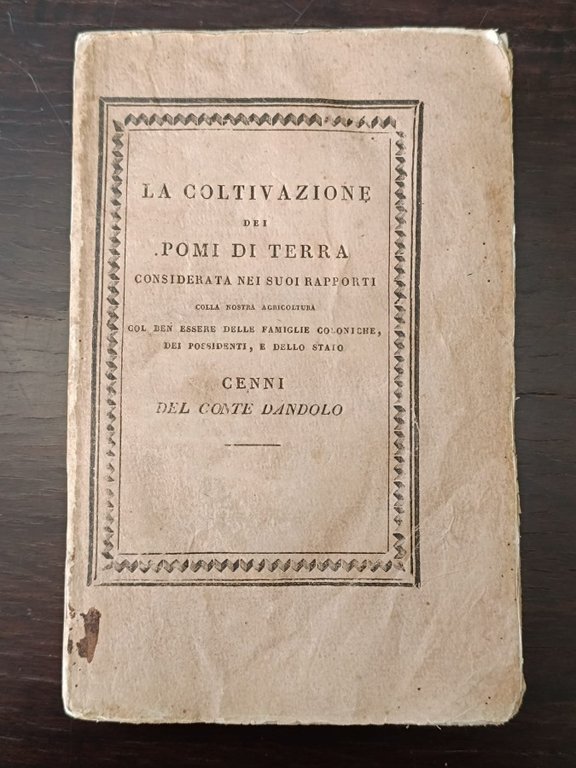 LA COLTIVAZIONE
DEI
POMI DI TERRA
CONSIDERATA NEI SUOI RAPPORTI
COLLA NOSTRA AGRICOLTURA
COL BEN ESSERE DELLE FAMIGLIE COLONICHE,
DEI POSSIDENTI, E DELLO STATO
CENNI
DEL CONTE DANDOLO